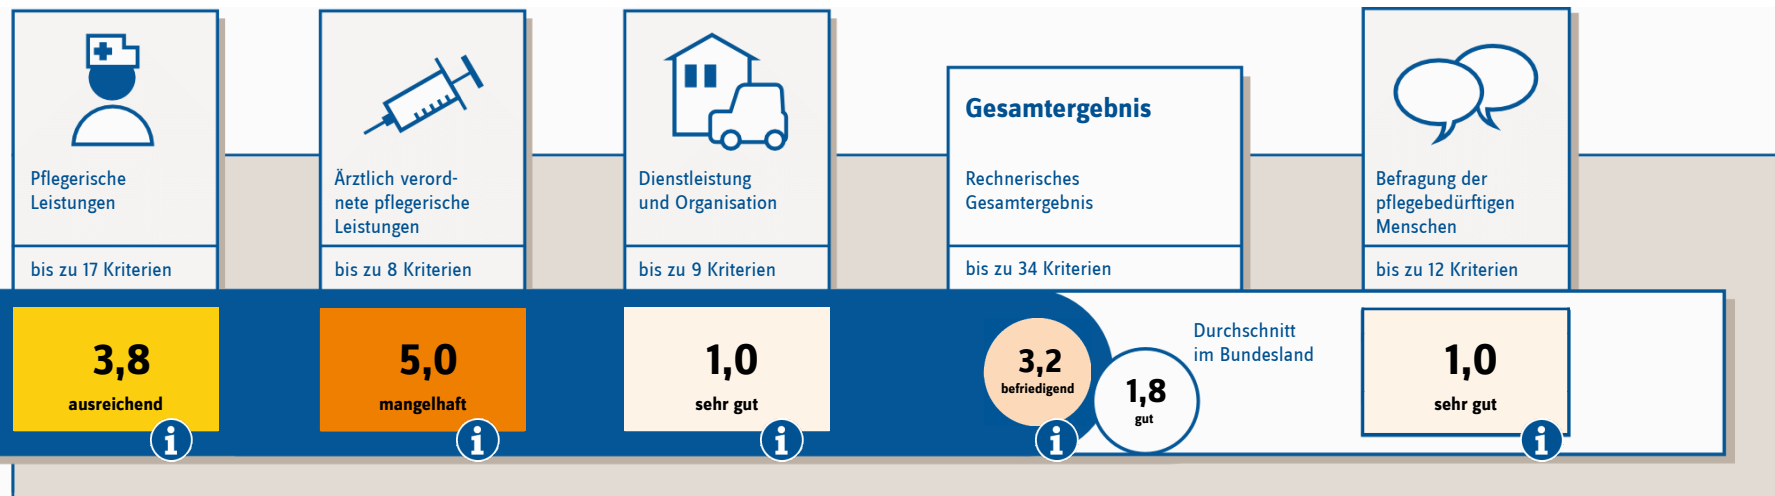 Pflegerische
Leistungen
bis zu 17 Kriterien
3,8
ausreichend
i
Ärztlich verord-
nete pflegerische
Leistungen
bis zu 8 Kriterien
5,0
mangelhaft
i
Dienstleistung
und Organisation
bis zu 9 Kriterien
1,0
sehr gut
i
Gesamtergebnis
Rechnerisches
Gesamtergebnis
bis zu 34 Kriterien
3,2
befriedigend
i
1,8
gut
Durchschnitt
im Bundesland
Befragung der
pflegebedürftigen
Menschen
bis zu 12 Kriterien
1,0
sehr gut
i